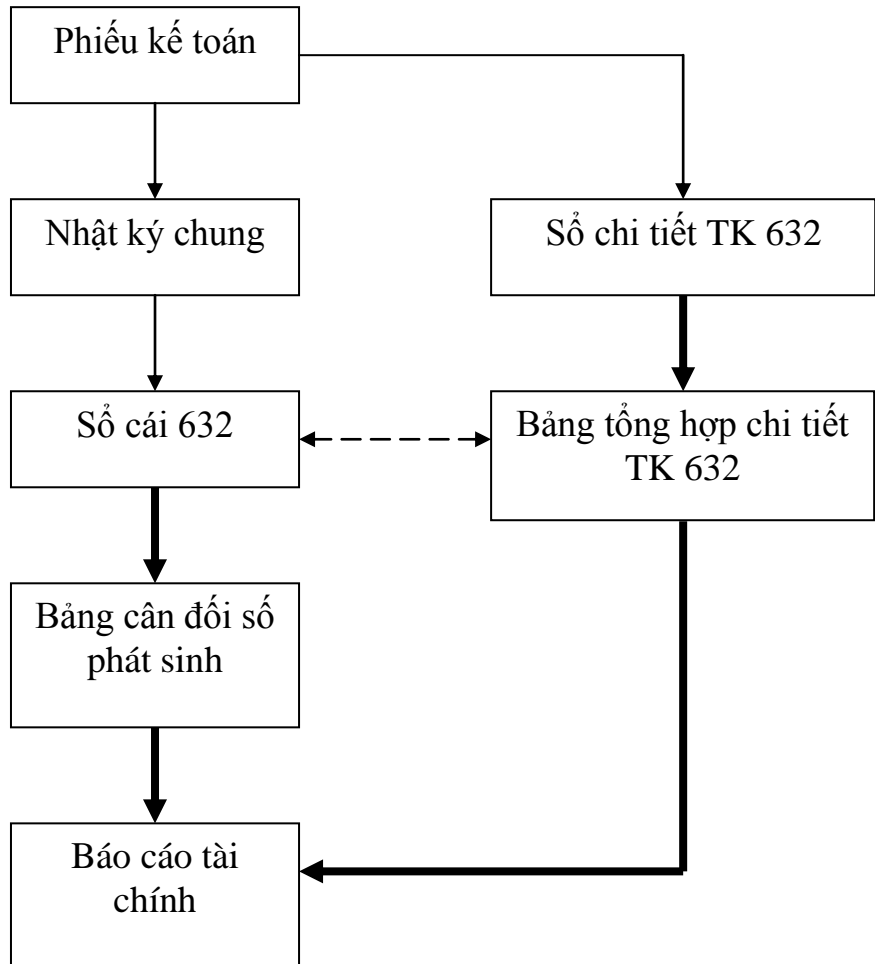 Phiếu kế toán
Nhật ký chung
Sổ chi tiết TK 632
Sổ cái 632
Bảng tổng hợp chi tiết
TK 632
Bảng cân đối số
phát sinh
Báo cáo tài
chính